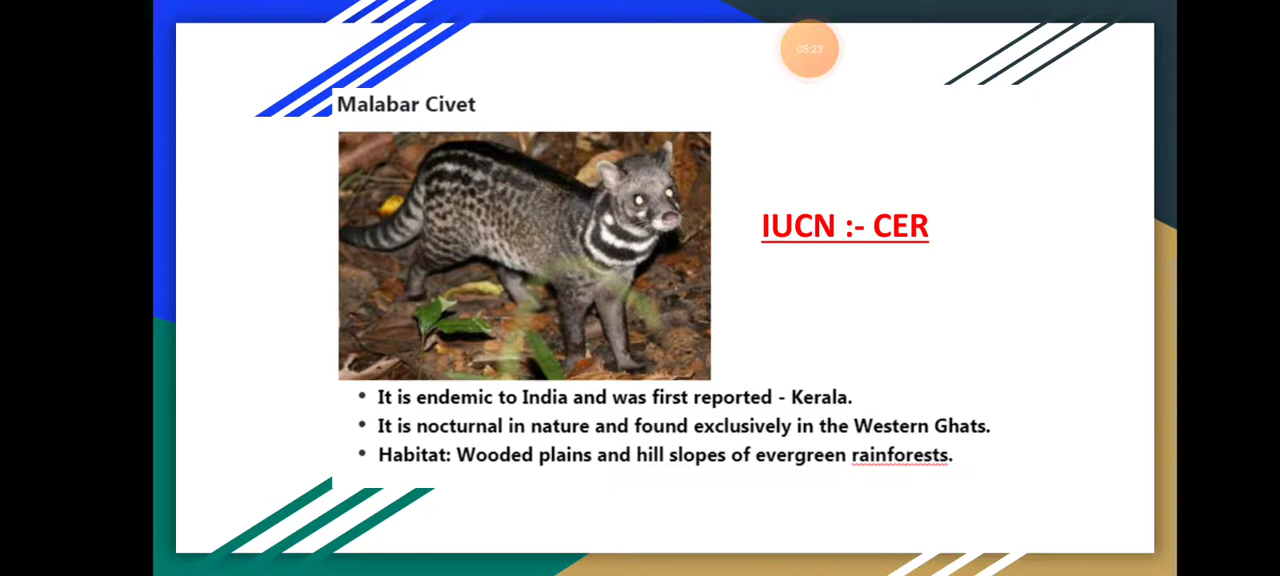 05:23
Malabar Civet
IUCN :- CER
• It is endemic to India and was first reported - Kerala.
• It is nocturnal in nature and found exclusively in the Western Ghats.
• Habitat: Wooded plains and hill slopes of evergreen rainforests.